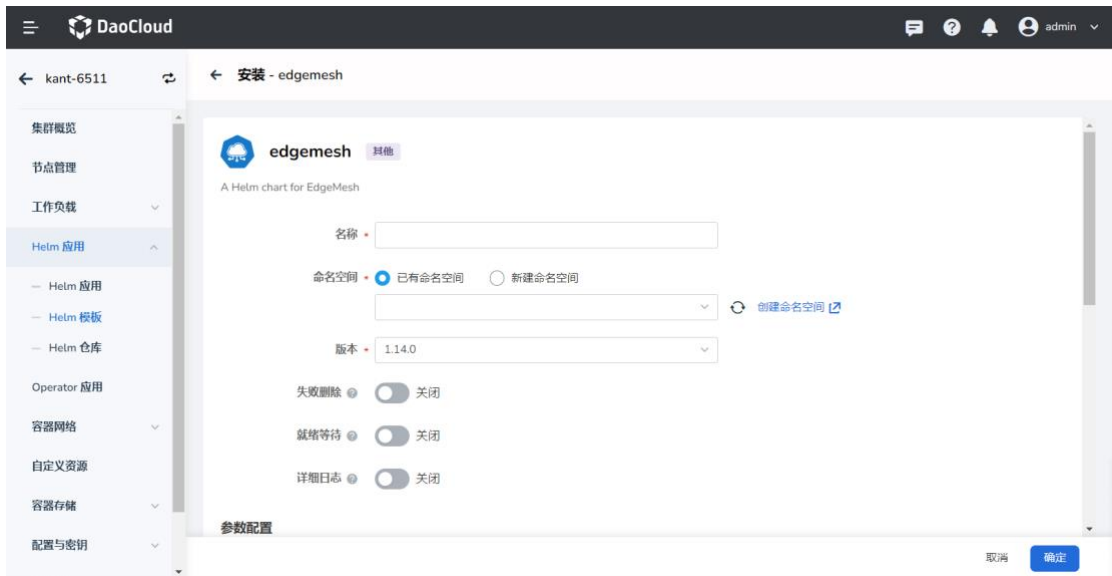 DaoCloud
admin
kant-6511
安装 - edgemesh
集群概览
节点管理
工作负载
Helm 应用
Helm 应用
Helm 模板
Helm 仓库
Operator 应用
容器网络
自定义资源
容器存储
配置与密钥
edgemesh 其他
A Helm chart for EdgeMesh
名称 *
命名空间 * 已有命名空间 新建命名空间
创建命名空间
版本 * 1.14.0
失败删除 关闭
就绪等待 关闭
详细日志 关闭
参数配置
取消 确定